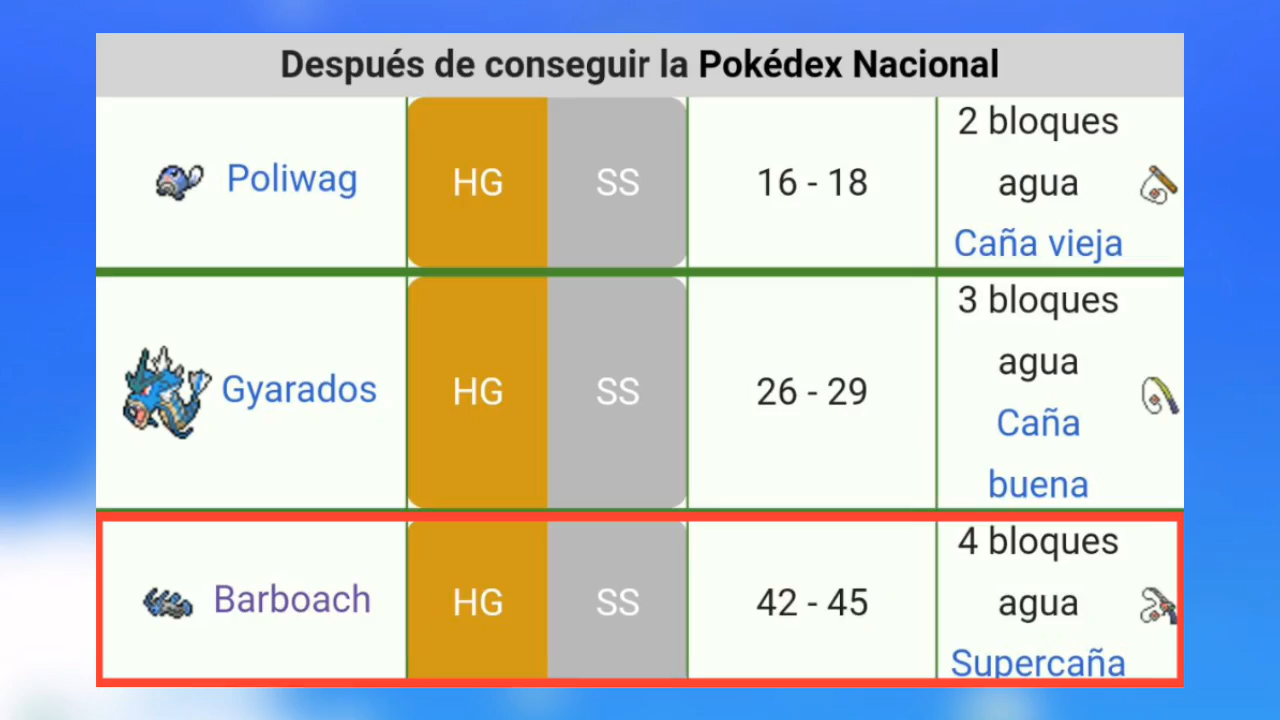 Después de conseguir la Pokédex Nacional
Poliwag
HG
SS
16 - 18
2 bloques
agua
Caña vieja
Gyarados
HG
SS
26 - 29
3 bloques
agua
Caña
buena
Barboach
HG
SS
42 - 45
4 bloques
agua
Supercaña